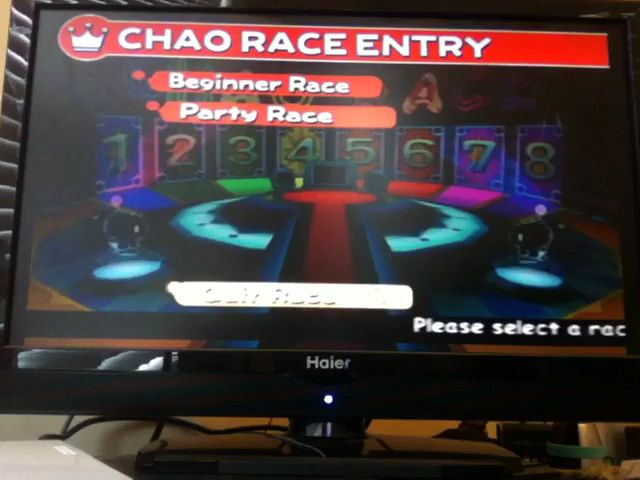 CHAO RACE ENTRY
Beginner Race
Party Race
A
1 2 3 4 5 6 7 8
Please select a rac
Haier